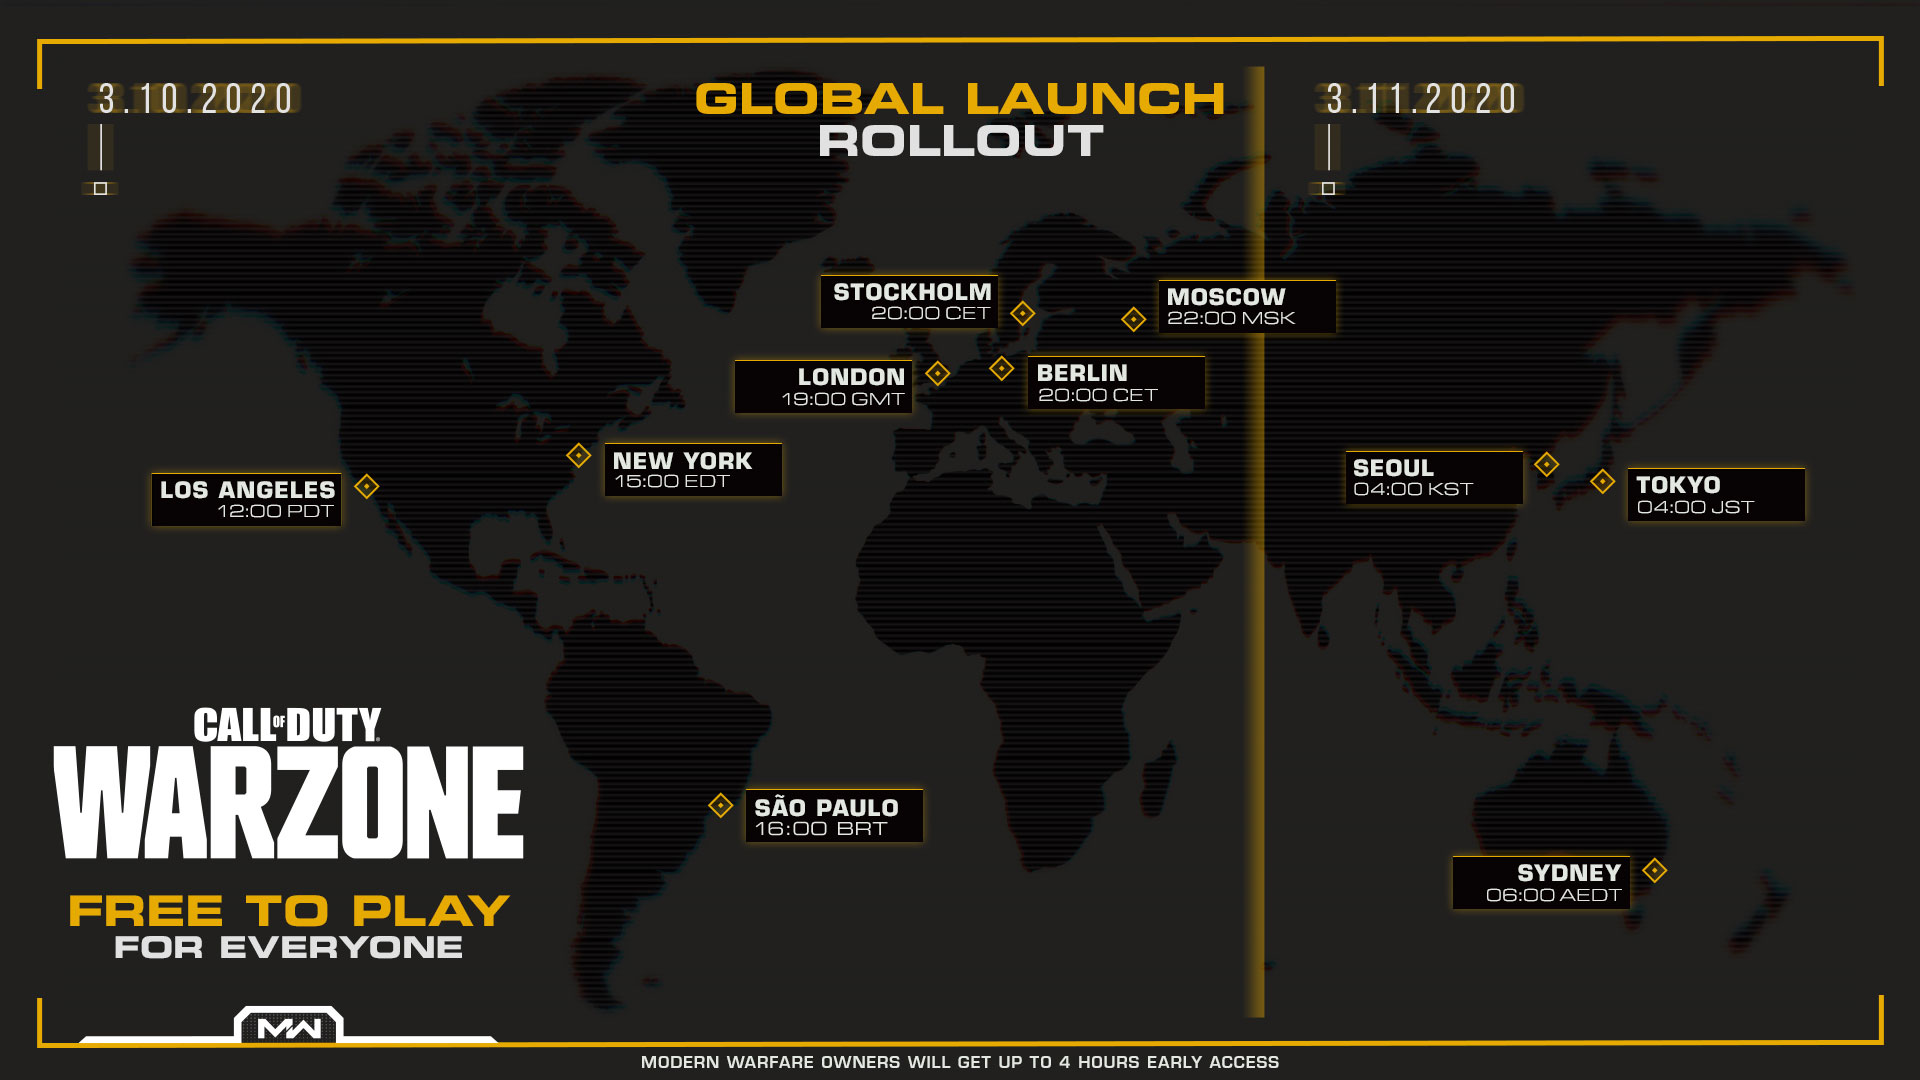 3.10.2020
GLOBAL LAUNCH
ROLLOUT
3.11.2020
STOCKHOLM
20:00 CET
MOSCOW
22:00 MSK
LONDON
19:00 GMT
BERLIN
20:00 CET
NEW YORK
15:00 EDT
LOS ANGELES
12:00 PDT
SEOUL
04:00 KST
TOKYO
04:00 JST
SÃO PAULO
16:00 BRT
SYDNEY
06:00 AEDT
CALL OF DUTY
WARZONE
FREE TO PLAY
FOR EVERYONE
MW
MODERN WARFARE OWNERS WILL GET UP TO 4 HOURS EARLY ACCESS